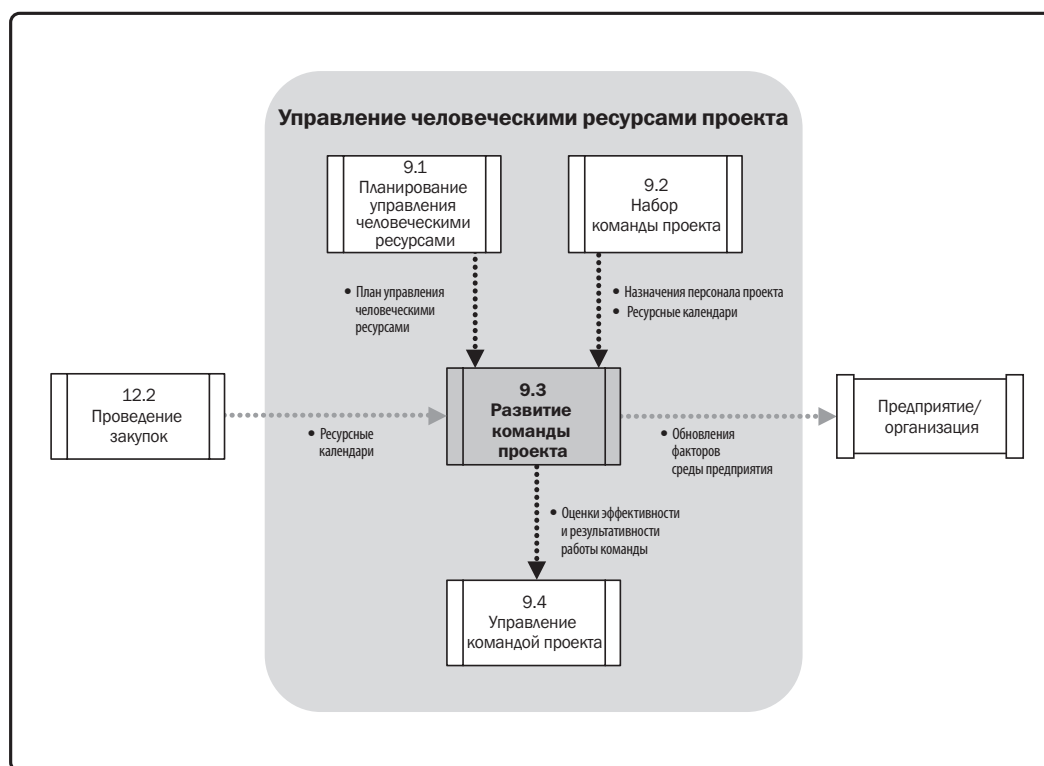 Управление человеческими ресурсами проекта
9.1
Планирование
управления
человеческими
ресурсами
9.2
Набор
команды проекта
• План управления
человеческими
ресурсами
• Назначения персонала проекта
• Ресурсные календари
12.2
Проведение
закупок
• Ресурсные
календари
9.3
Развитие
команды
проекта
• Обновления
факторов
среды предприятия
Предприятие/
организация
• Оценки эффективности
и результативности
работы команды
9.4
Управление
командой проекта